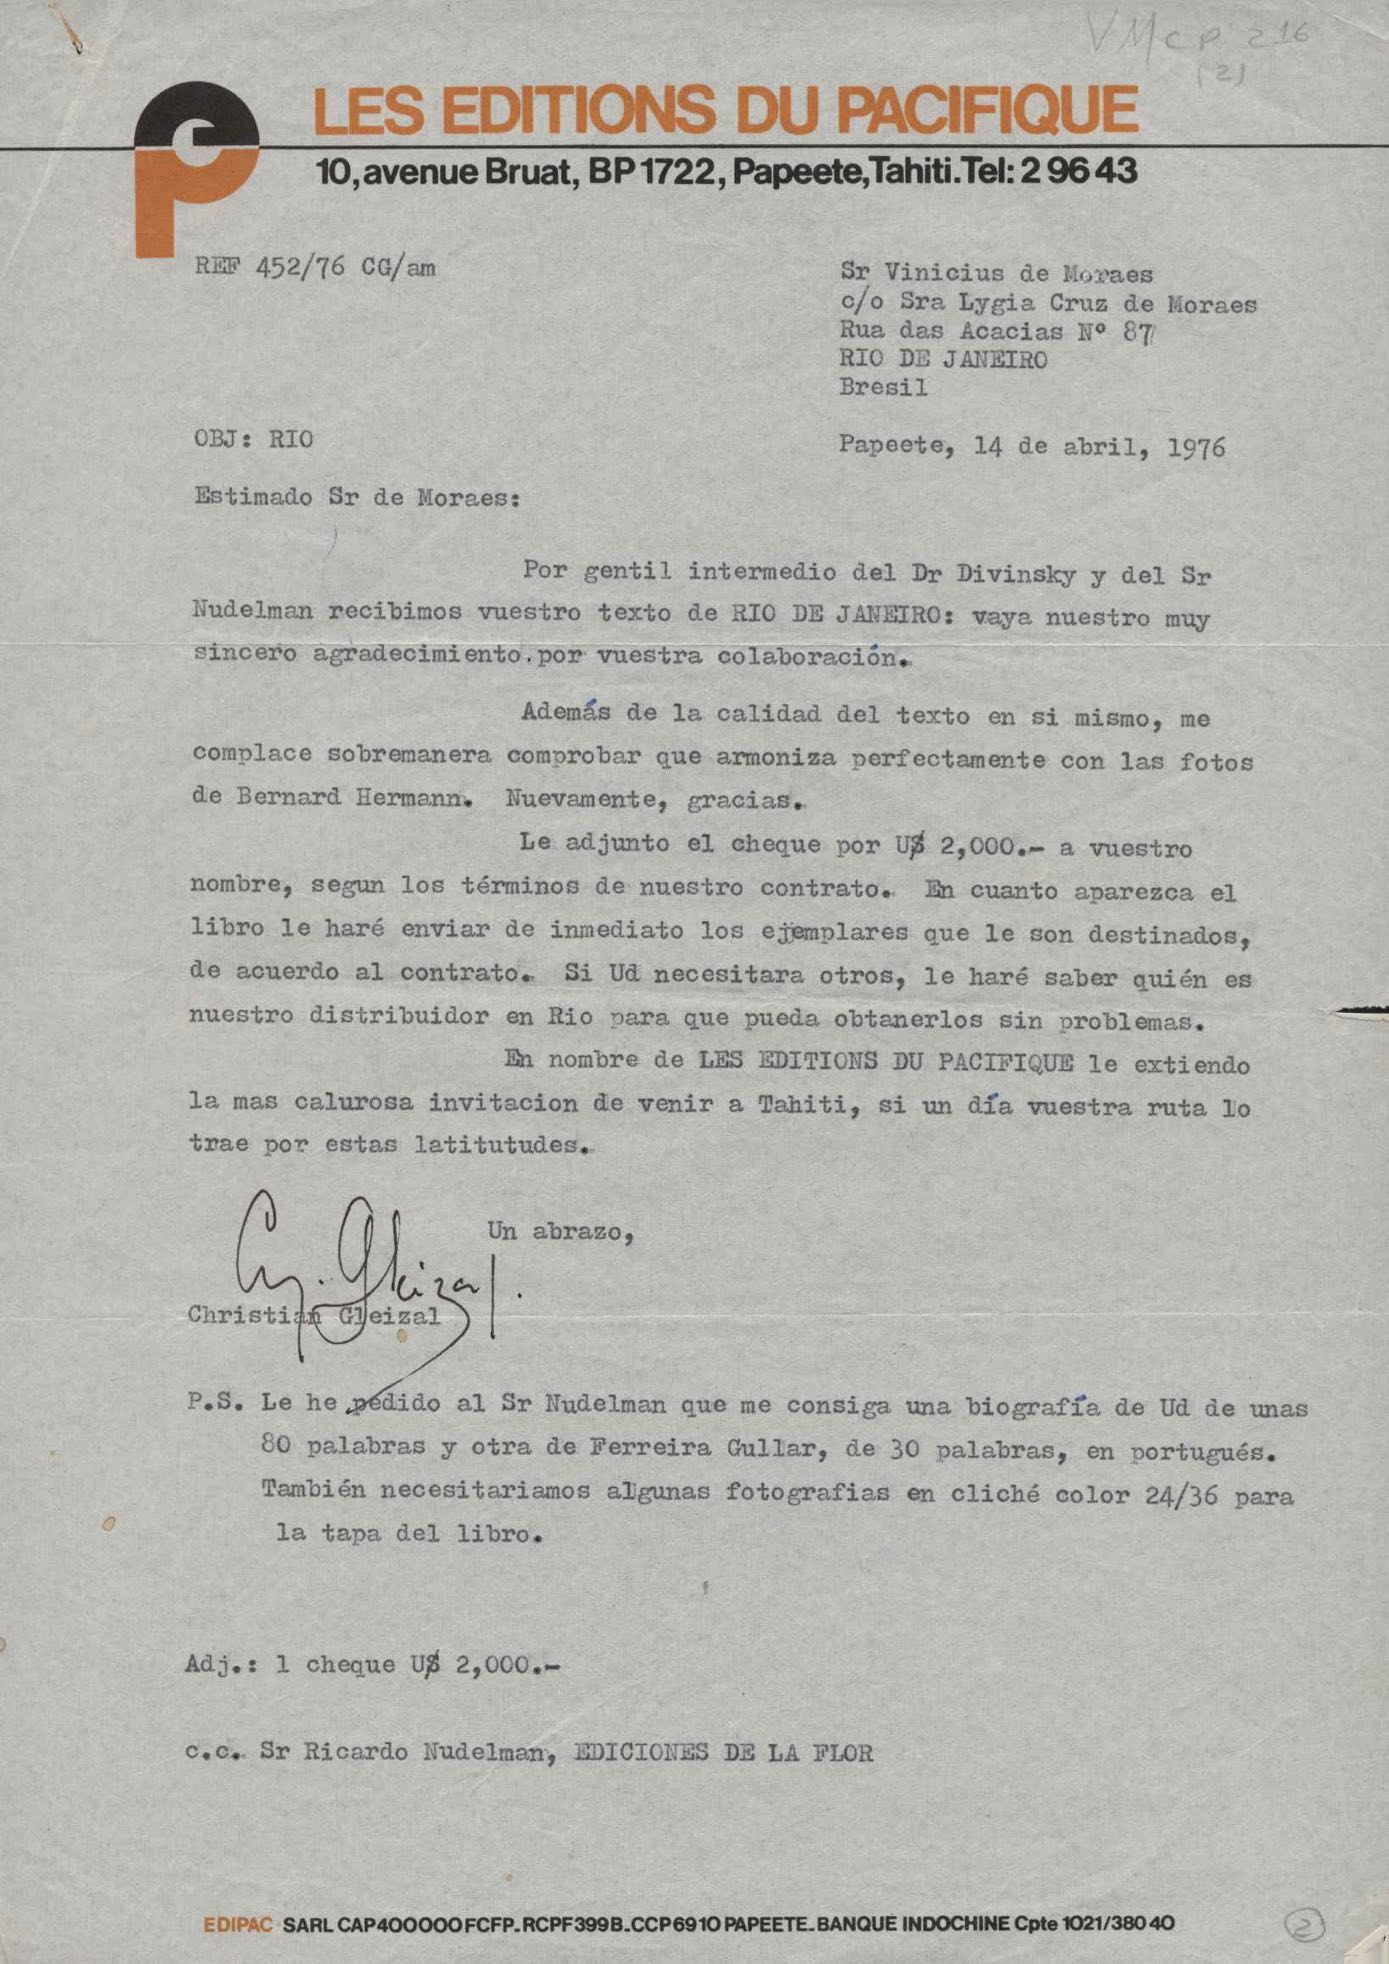 VMcp 216
(2)
LES EDITIONS DU PACIFIQUE
10, avenue Bruat, BP 1722, Papeete, Tahiti. Tel: 2 96 43
REF 452/76 CG/am
Sr Vinicius de Moraes
c/o Sra Lygia Cruz de Moraes
Rua das Acacias Nº 87
RIO DE JANEIRO
Bresil
OBJ: RIO
Papeete, 14 de abril, 1976
Estimado Sr de Moraes:
Por gentil intermedio del Dr Divinsky y del Sr
Nudelman recibimos vuestro texto de RIO DE JANEIRO: vaya nuestro muy
sincero agradecimiento.por vuestra colaboración.
Además de la calidad del texto en si mismo, me
complace sobremanera comprobar que armoniza perfectamente con las fotos
de Bernard Hermann. Nuevamente, gracias.
Le adjunto el cheque por U$ 2,000.- a vuestro
nombre, segun los términos de nuestro contrato. En cuanto aparezca el
libro le haré enviar de inmediato los ejemplares que le son destinados,
de acuerdo al contrato. Si Ud necesitara otros, le haré saber quién es
nuestro distribuidor en Rio para que pueda obtanerlos sin problemas.
En nombre de LES EDITIONS DU PACIFIQUE le extiendo
la mas calurosa invitacion de venir a Tahiti, si un día vuestra ruta lo
trae por estas latitutudes.
Un abrazo,
Christian Gleizal
P.S. Le he pedido al Sr Nudelman que me consiga una biografía de Ud de unas
80 palabras y otra de Ferreira Gullar, de 30 palabras, en portugués.
También necesitariamos algunas fotografias en cliché color 24/36 para
la tapa del libro.
Adj.: 1 cheque U$ 2,000.-
c.c. Sr Ricardo Nudelman, EDICIONES DE LA FLOR
EDIPAC SARL CAP 400000 FCFP_RCPF 399 B_CCP 6910 PAPEETE_BANQUE INDOCHINE Cpte 1021/380 40
2